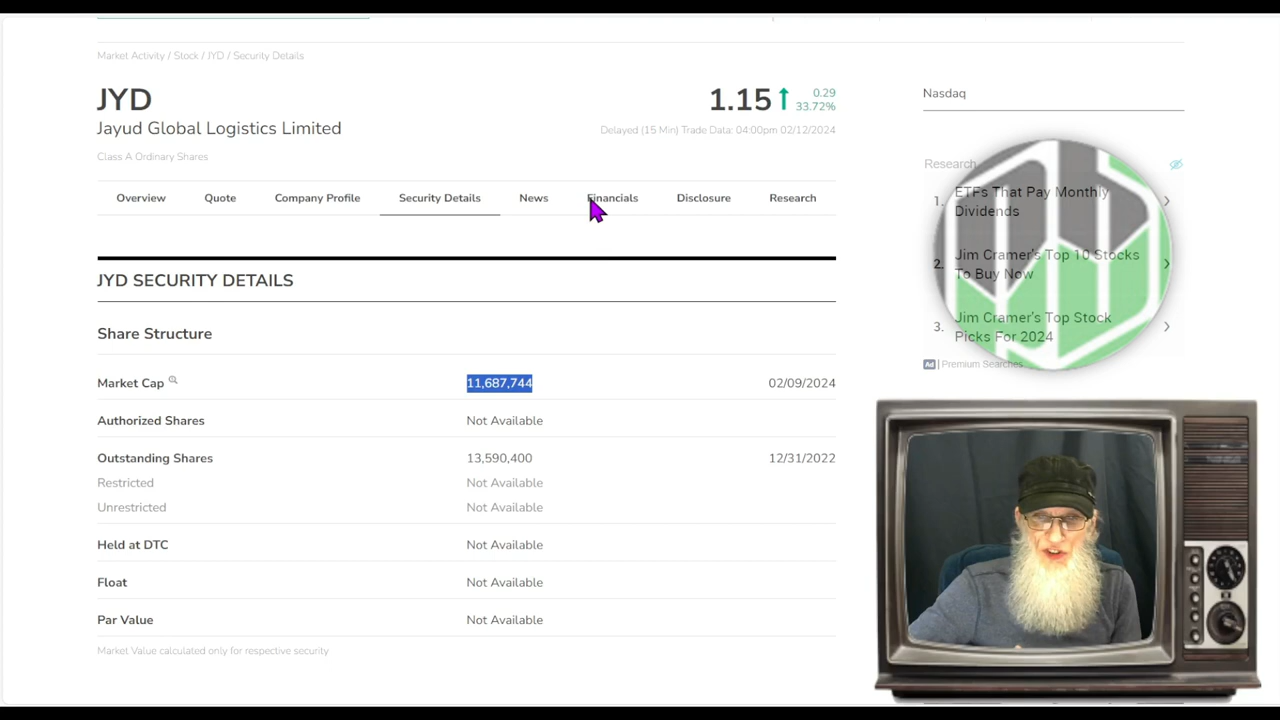 Market Activity / Stock / JYD / Security Details
JYD
1.15
0.29
33.72%
Jayud Global Logistics Limited
Delayed (15 Min) Trade Data: 04:00pm 02/12/2024
Class A Ordinary Shares
Overview Quote Company Profile Security Details News Financials Disclosure Research
JYD SECURITY DETAILS
Share Structure
Market Cap 11,687,744 02/09/2024
Authorized Shares Not Available
Outstanding Shares 13,590,400 12/31/2022
Restricted Not Available
Unrestricted Not Available
Held at DTC Not Available
Float Not Available
Par Value Not Available
Market Value calculated only for respective security
Nasdaq
Research
1. ETFs That Pay Monthly
Dividends
2. Jim Cramer's Top 10 Stocks
To Buy Now
3. Jim Cramer's Top Stock
Picks For 2024
Ad | Premium Searches